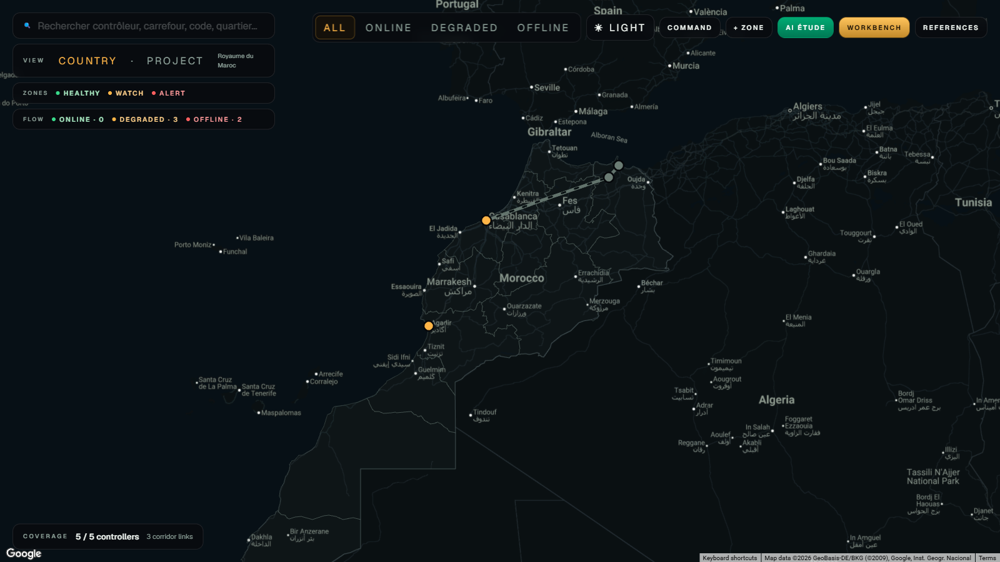 Rechercher contrôleur, carrefour, code, quartier...
ALL ONLINE DEGRADED OFFLINE
LIGHT
COMMAND
+ ZONE
AI ÉTUDE
WORKBENCH
REFERENCES
VIEW COUNTRY · PROJECT Royaume du
Maroc
ZONES HEALTHY WATCH ALERT
FLOW ONLINE · 0 DEGRADED · 3 OFFLINE · 2
Portugal
Spain
València
Palma
Alicante
Murcia
Córdoba
Seville
Granada
Almería
Albufeira
Faro
Málaga
Cádiz
Estepona
Gibraltar
Alboran Sea
Algiers
مدينة الجزائر
Jijel
جيجل
El Eulma
العلمة
Tetouan
تطوان
Batna
باتنة
Tebessa
تبسة
Bou Saada
بوسعادة
Biskra
بسكرة
Oujda
وجدة
Djelfa
الجلفة
Kenitra
القنيطرة
Fes
فاس
Tunisia
Laghouat
الأغواط
Casablanca
الدار البيضاء
El Jadida
الجديدة
El Oued
الوادي
Touggourt
تقرت
Vila Baleira
Porto Moniz
Funchal
Ghardaia
غرداية
Safi
آسفي
Ouargla
ورقلة
Errachidia
الرشيدية
Morocco
Marrakesh
مراكش
Essaouira
الصويرة
Béchar
بشار
Merzouga
مرزوكة
Ouarzazate
ورزازات
El Menia
المنيعة
Agadir
أكادير
Tiznit
تزنيت
Sidi Ifni
سيدي إيفني
Guelmim
كلميم
Timimoun
تيميمون
Aougrout
أوقروت
Arrecife
Corralejo
Santa Cruz
de La Palma
Santa Cruz
de Tenerife
Maspalomas
Tsabit
تسابيت
Adrar
أدرار
Algeria
Bordj
Omar Driss
برج عمر ادريس
Tindouf
تندوف
Foggaret
Ezzaouia
فقارت الزاوية
In Salah
عين صالح
Aoulef
أولف
Akabli
أقبلي
Reggane
رقان
Illizi
اليزي
Tassili N'Ajjer
National Park
Bordj El
Haouas
برج الحواس
Djanet
جانت
In Amguel
عين أمقل
Bir Anzerane
بئر أنزران
Dakhla
الداخلة
COVERAGE 5 / 5 controllers 3 corridor links
Google
Keyboard shortcuts Map data ©2026 GeoBasis-DE/BKG (©2009), Google, Inst. Geogr. Nacional Terms